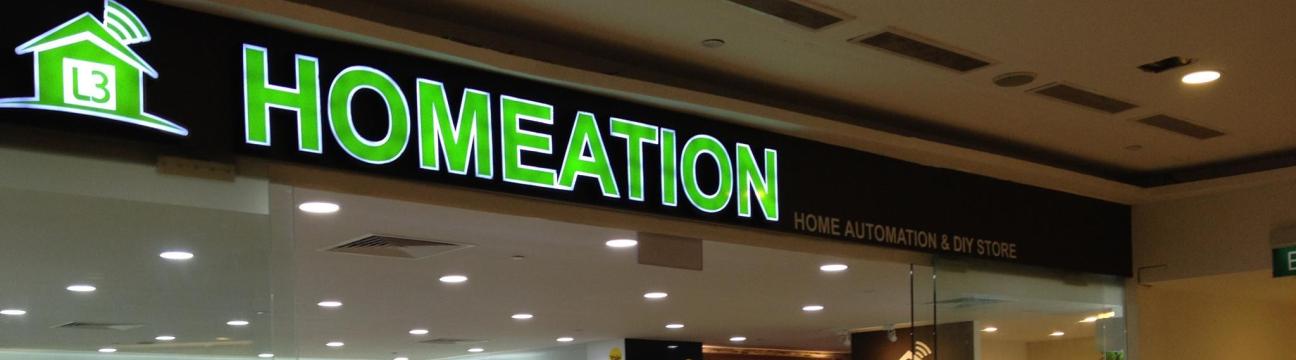 L3
HOMEATION
HOME AUTOMATION & DIY STORE